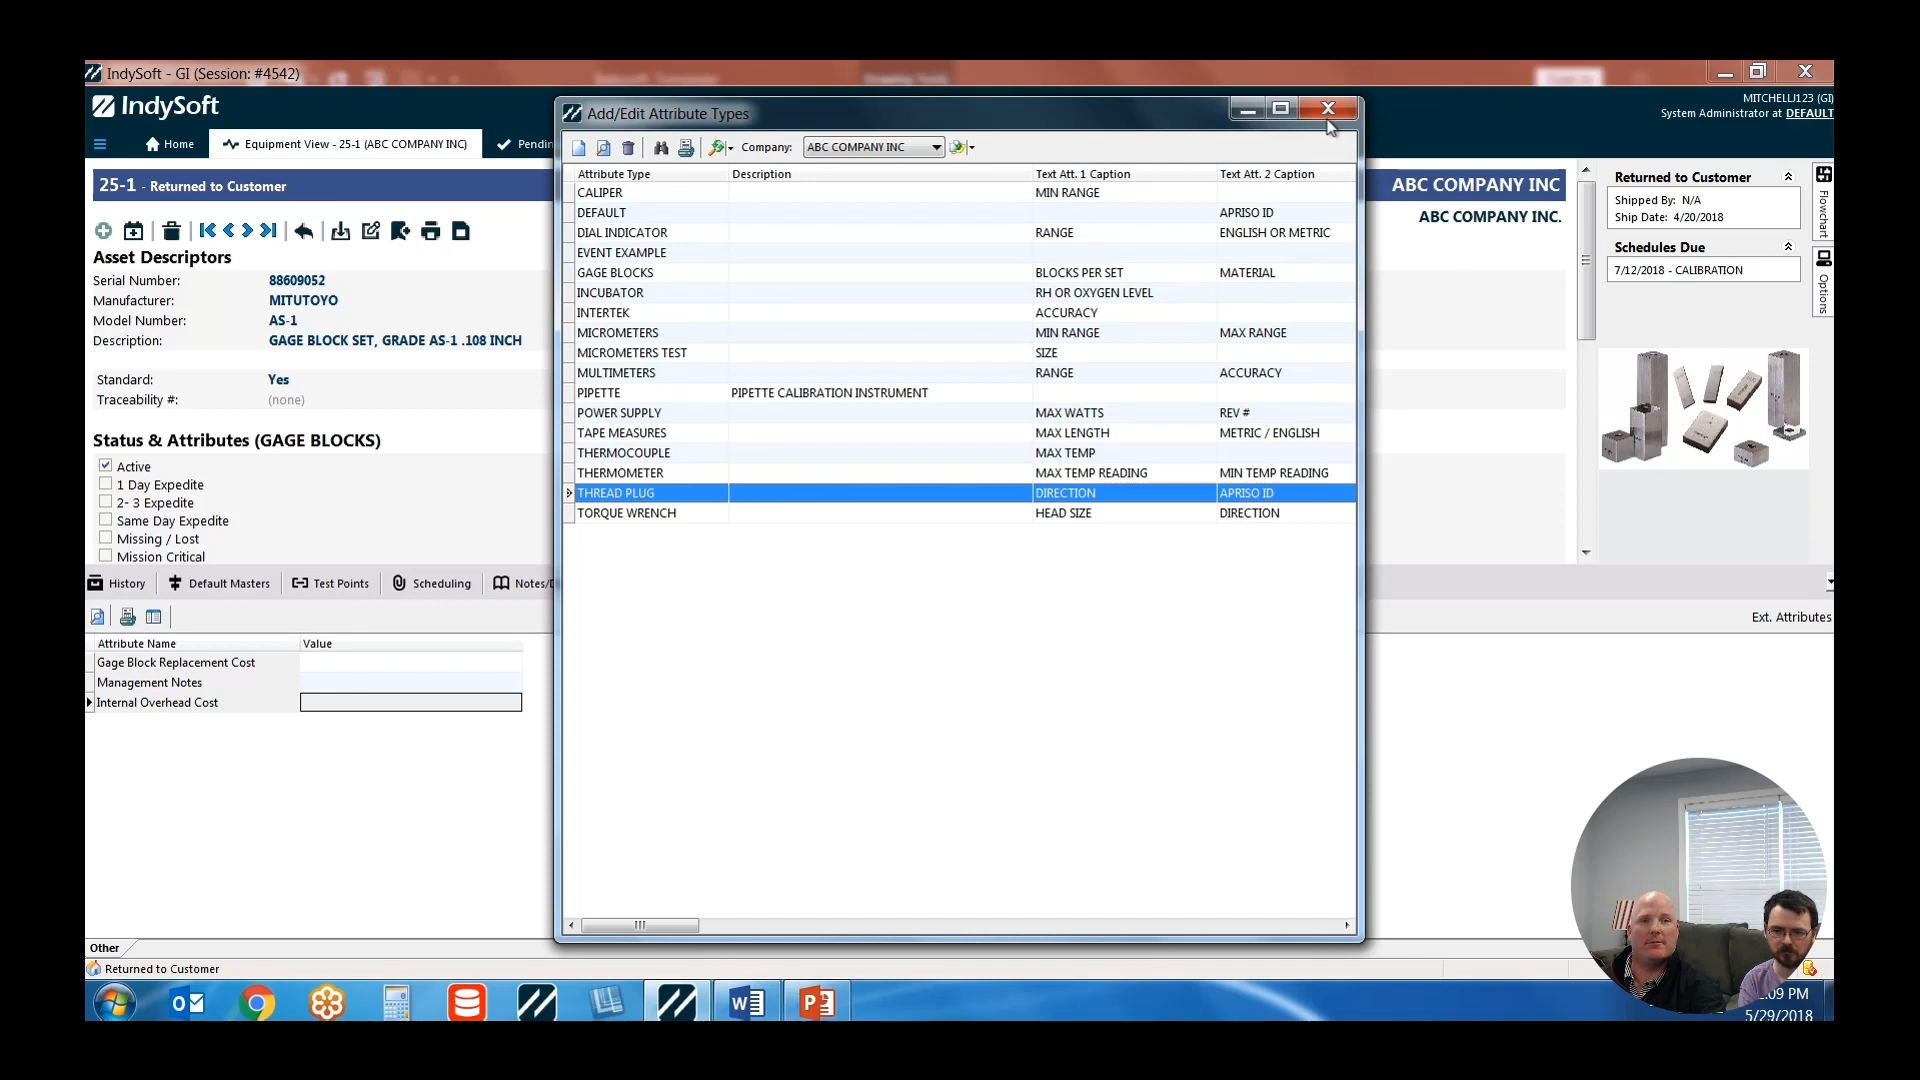 IndySoft - GI (Session: #4542)
IndySoft
MITCHELLJ123 (GI)
System Administrator at DEFAULT
Home
Equipment View - 25-1 (ABC COMPANY INC)
Pendin
25-1 - Returned to Customer
ABC COMPANY INC
ABC COMPANY INC.
Asset Descriptors
Serial Number: 88609052
Manufacturer: MITUTOYO
Model Number: AS-1
Description: GAGE BLOCK SET, GRADE AS-1 .108 INCH
Standard: Yes
Traceability #: (none)
Status & Attributes (GAGE BLOCKS)
Active
1 Day Expedite
2- 3 Expedite
Same Day Expedite
Missing / Lost
Mission Critical
History
Default Masters
Test Points
Scheduling
Notes/D
Ext. Attributes
Attribute Name Value
Gage Block Replacement Cost
Management Notes
Internal Overhead Cost
Other
Returned to Customer
Add/Edit Attribute Types
Company: ABC COMPANY INC
Attribute Type Description Text Att. 1 Caption Text Att. 2 Caption
CALIPER MIN RANGE
DEFAULT APRISO ID
DIAL INDICATOR RANGE ENGLISH OR METRIC
EVENT EXAMPLE
GAGE BLOCKS BLOCKS PER SET MATERIAL
INCUBATOR RH OR OXYGEN LEVEL
INTERTEK ACCURACY
MICROMETERS MIN RANGE MAX RANGE
MICROMETERS TEST SIZE
MULTIMETERS RANGE ACCURACY
PIPETTE PIPETTE CALIBRATION INSTRUMENT
POWER SUPPLY MAX WATTS REV #
TAPE MEASURES MAX LENGTH METRIC / ENGLISH
THERMOCOUPLE MAX TEMP
THERMOMETER MAX TEMP READING MIN TEMP READING
THREAD PLUG DIRECTION APRISO ID
TORQUE WRENCH HEAD SIZE DIRECTION
Returned to Customer
Shipped By: N/A
Ship Date: 4/20/2018
Schedules Due
7/12/2018 - CALIBRATION
Flowchart
Options
:09 PM
5/29/2018